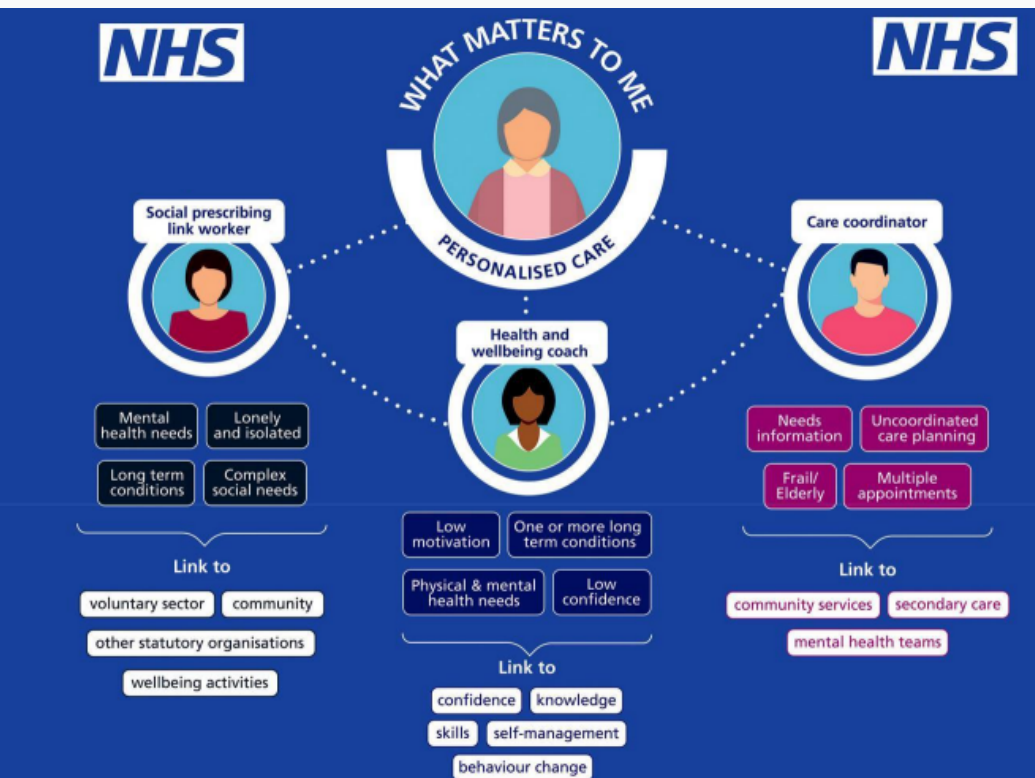 NHS
WHAT MATTERS TO ME
NHS
PERSONALISED CARE
Social prescribing
link worker
Mental
health needs
Lonely
and isolated
Long term
conditions
Complex
social needs
Link to
voluntary sector
community
other statutory organisations
wellbeing activities
Health and
wellbeing coach
Low
motivation
One or more long
term conditions
Physical & mental
health needs
Low
confidence
Link to
confidence
knowledge
skills
self-management
behaviour change
Care coordinator
Needs
information
Uncoordinated
care planning
Frail/
Elderly
Multiple
appointments
Link to
community services
secondary care
mental health teams